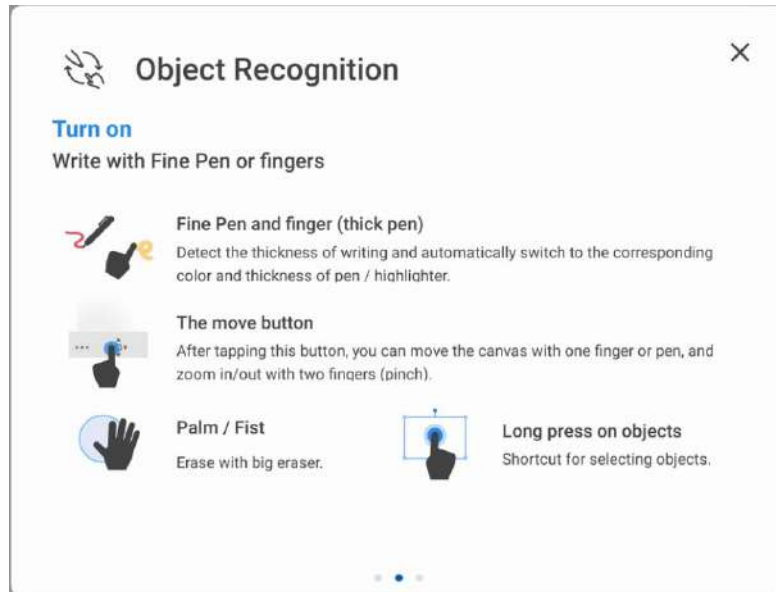 Object Recognition
Turn on
Write with Fine Pen or fingers
Fine Pen and finger (thick pen)
Detect the thickness of writing and automatically switch to the corresponding
color and thickness of pen / highlighter.
The move button
After tapping this button, you can move the canvas with one finger or pen, and
zoom in/out with two fingers (pinch).
Palm / Fist
Erase with big eraser.
Long press on objects
Shortcut for selecting objects.